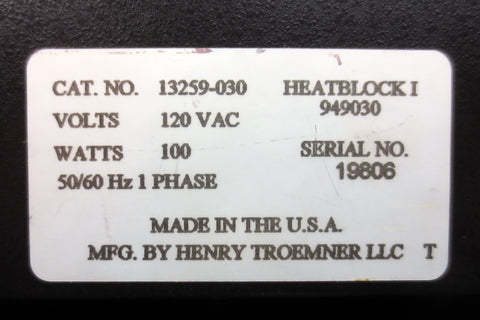 CAT. NO. 13259-030 HEATBLOCK I
949030
VOLTS 120 VAC
WATTS 100 SERIAL NO.
19806
50/60 Hz 1 PHASE
MADE IN THE U.S.A.
MFG. BY HENRY TROEMNER LLC T